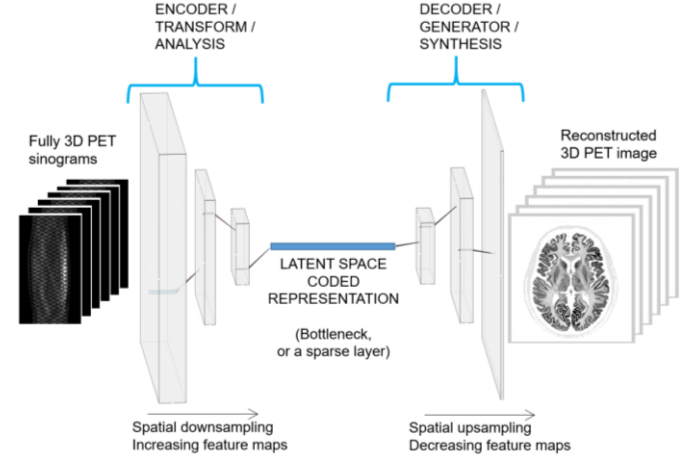 ENCODER /
TRANSFORM /
ANALYSIS
DECODER /
GENERATOR /
SYNTHESIS
Fully 3D PET
sinograms
Reconstructed
3D PET image
LATENT SPACE
CODED
REPRESENTATION
(Bottleneck,
or a sparse layer)
Spatial downsampling
Increasing feature maps
Spatial upsampling
Decreasing feature maps